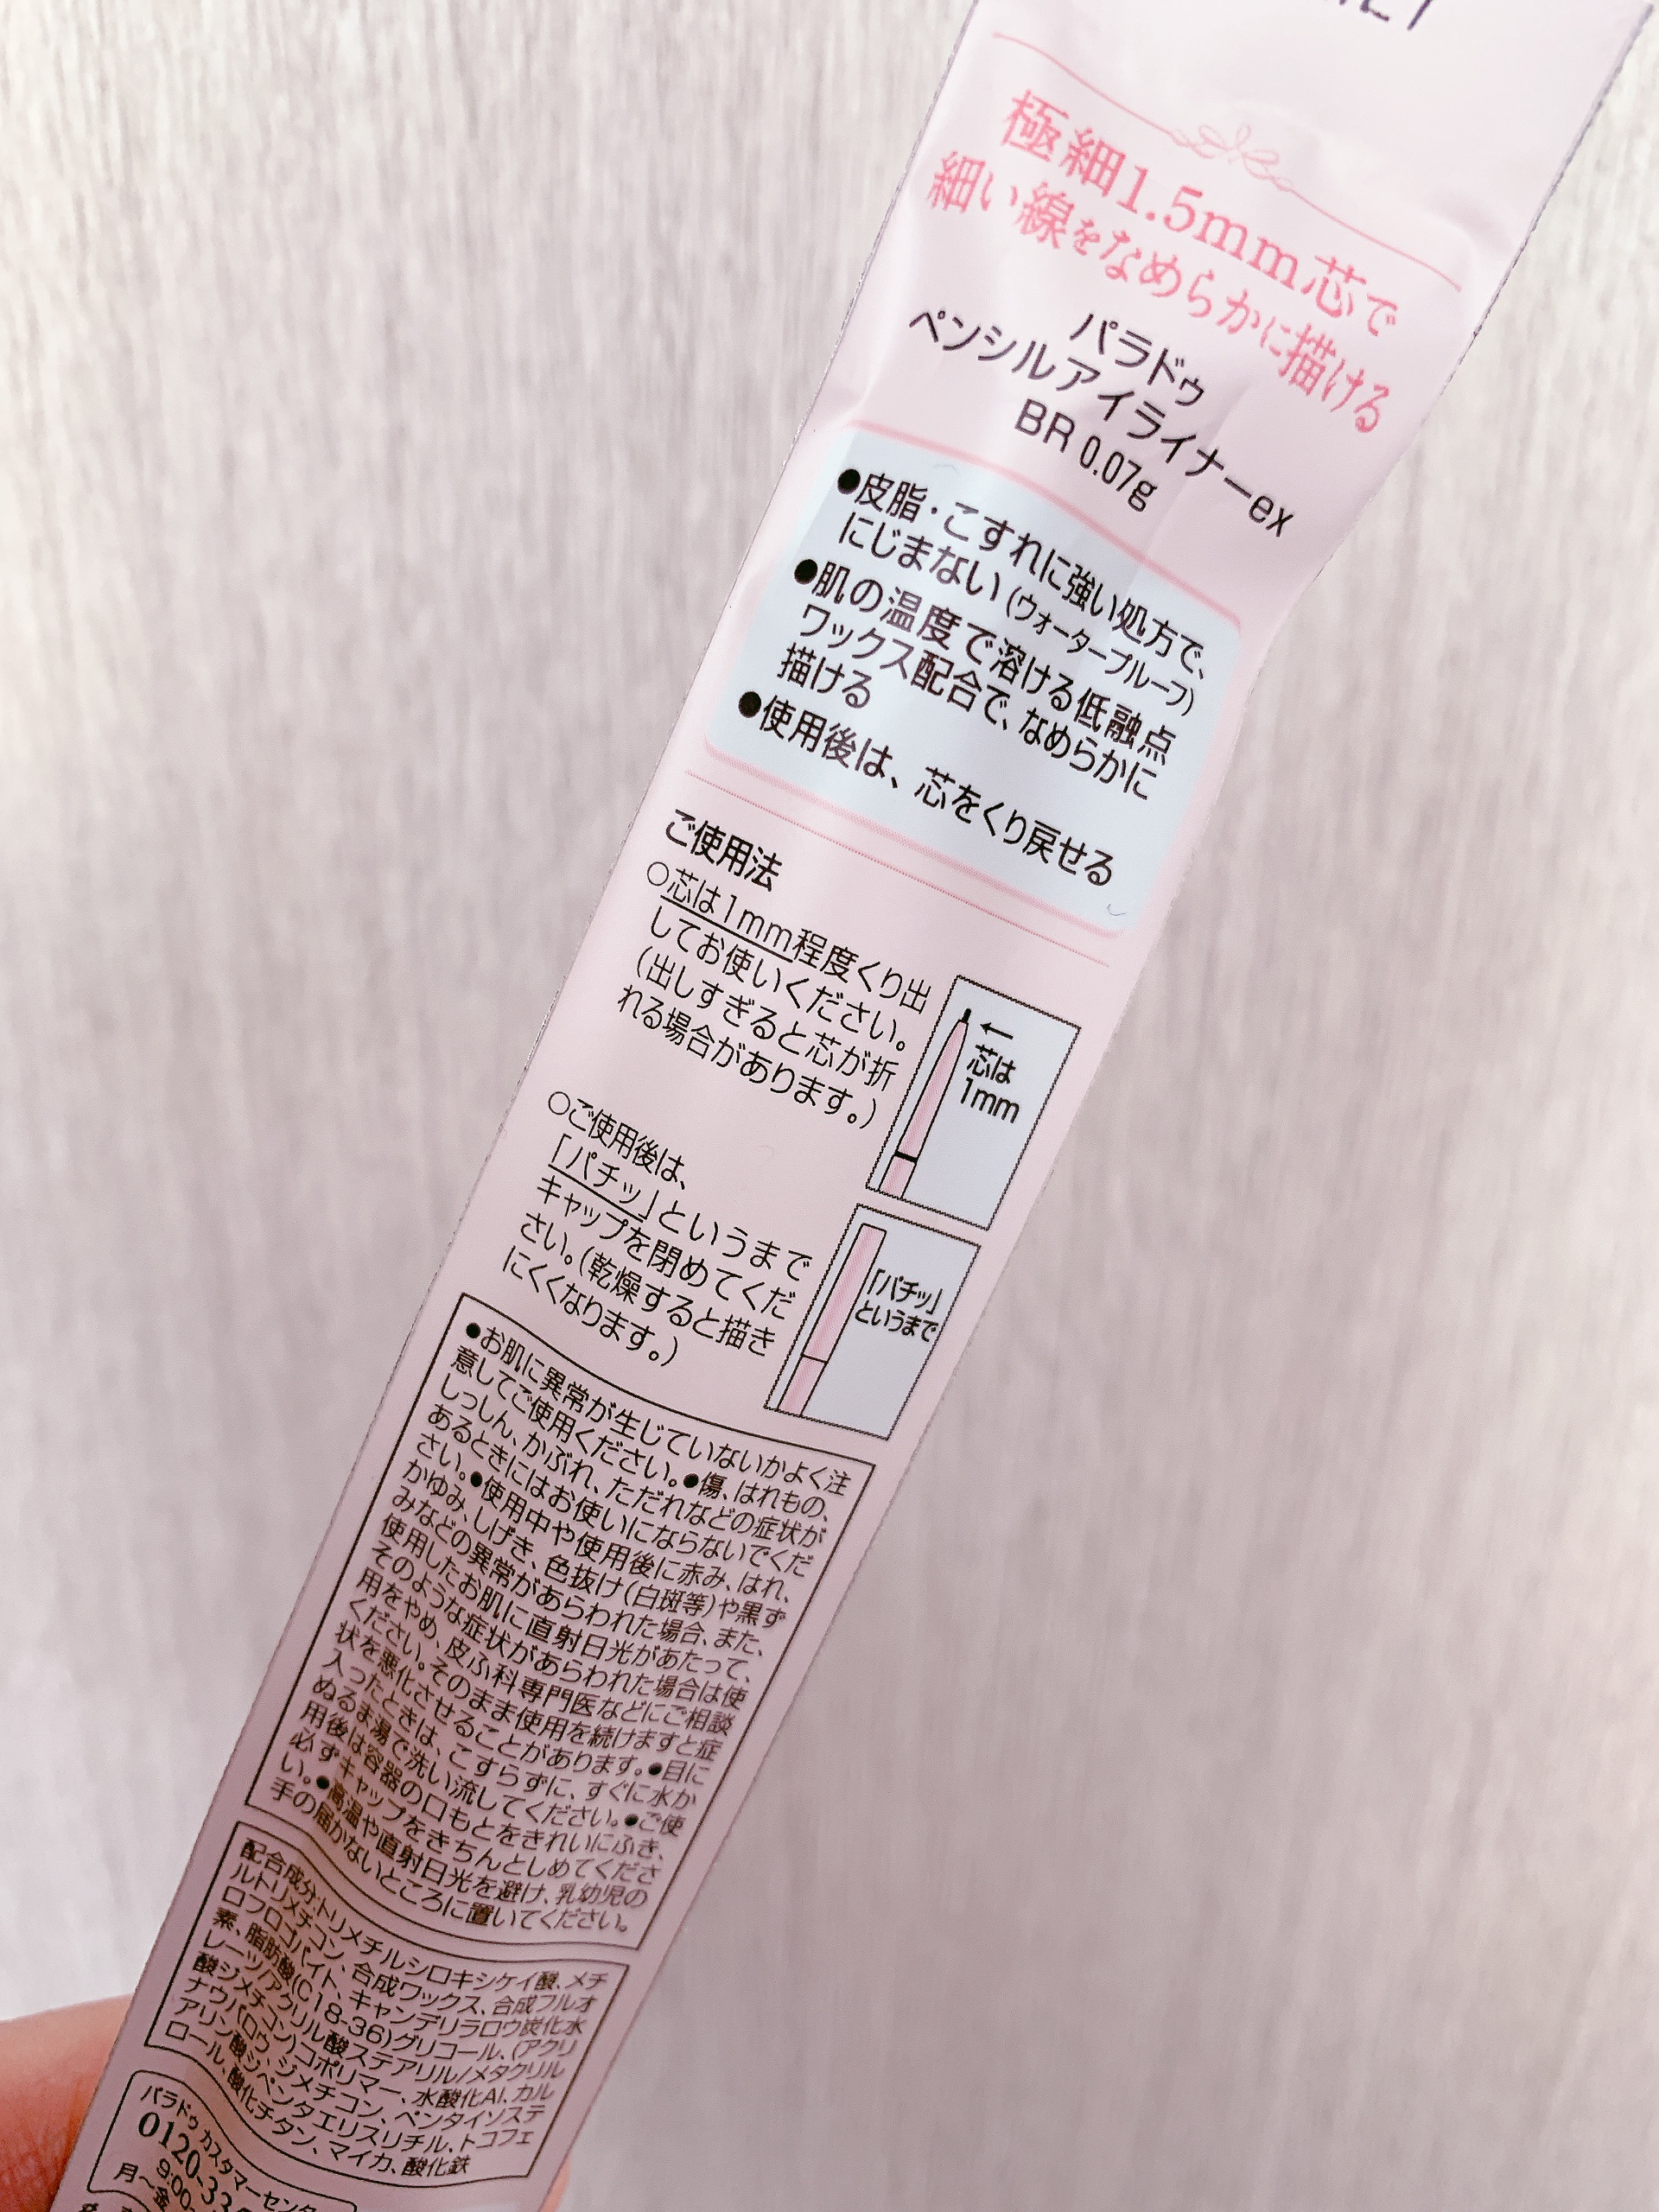 極細1.5mm芯で
細い線をなめらかに描ける
パラドゥ
ペンシルアイライナーex
BR 0.07g
●皮脂・こすれに強い処方で、
にじまない(ウォータープルーフ)
●肌の温度で溶ける低融点
ワックス配合で、なめらかに
描ける
●使用後は、芯をくり戻せる
ご使用法
○芯は1mm程度くり出
してお使いください。
(出しすぎると芯が折
れる場合があります。)
←
芯は
1mm
○ご使用後は、
「パチッ」というまで
キャップを閉めてくだ
さい。(乾燥すると描き
にくくなります。)
「パチッ」
というまで
●お肌に異常が生じていないかよく注
意してご使用ください。●傷、はれもの、
しっしん、かぶれ、ただれなどの症状が
あるときにはお使いにならないでくだ
さい。●使用中や使用後に赤み、はれ、
かゆみ、しげき、色抜け(白斑等)や黒ず
みなどの異常があらわれた場合、また、
使用したお肌に直射日光があたって、
そのような症状があらわれた場合は使
用をやめ、皮ふ科専門医などにご相談
ください。そのまま使用を続けますと症
状を悪化させることがあります。●目に
入ったときは、こすらずに、すぐに水か
ぬるま湯で洗い流してください。●ご使
用後は容器の口もとをきれいにふき、
必ずキャップをきちんとしめてくださ
い。●高温や直射日光を避け、乳幼児の
手の届かないところに置いてください。
配合成分:トリメチルシロキシケイ酸、メチ
ルトリメチコン、合成ワックス、合成フルオ
ロフロゴパイト、キャンデリラロウ炭化水
素、脂肪酸(C18-36)グリコール、(アクリ
レーツ/アクリル酸ステアリル/メタクリル
酸ジメチコン)コポリマー、水酸化Al、カル
ナウバロウ、ジメチコン、ペンタイソステ
アリン酸ジペンタエリスリチル、トコフェ
ロール、酸化チタン、マイカ、酸化鉄
パラドゥ カスタマーセンター
0120-33
月〜金 9:00